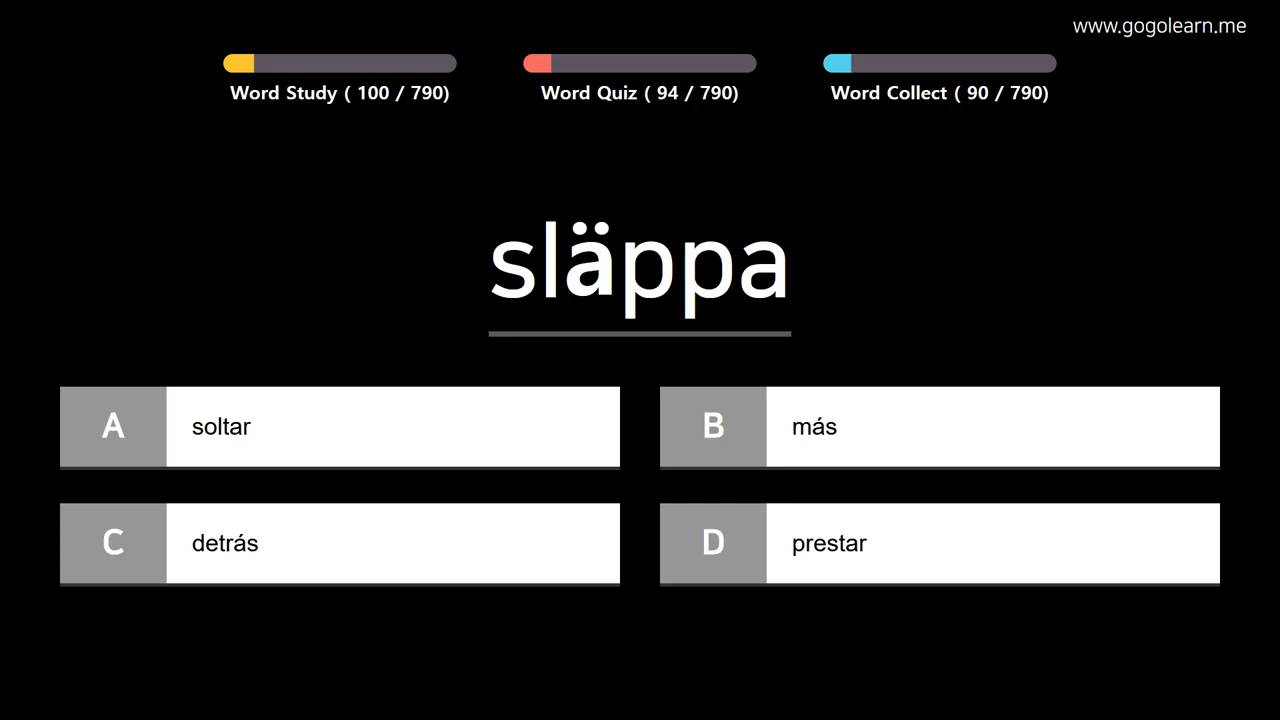 www.gogolearn.me
Word Study ( 100 / 790)
Word Quiz ( 94 / 790)
Word Collect ( 90 / 790)
släppa
A soltar
B más
C detrás
D prestar